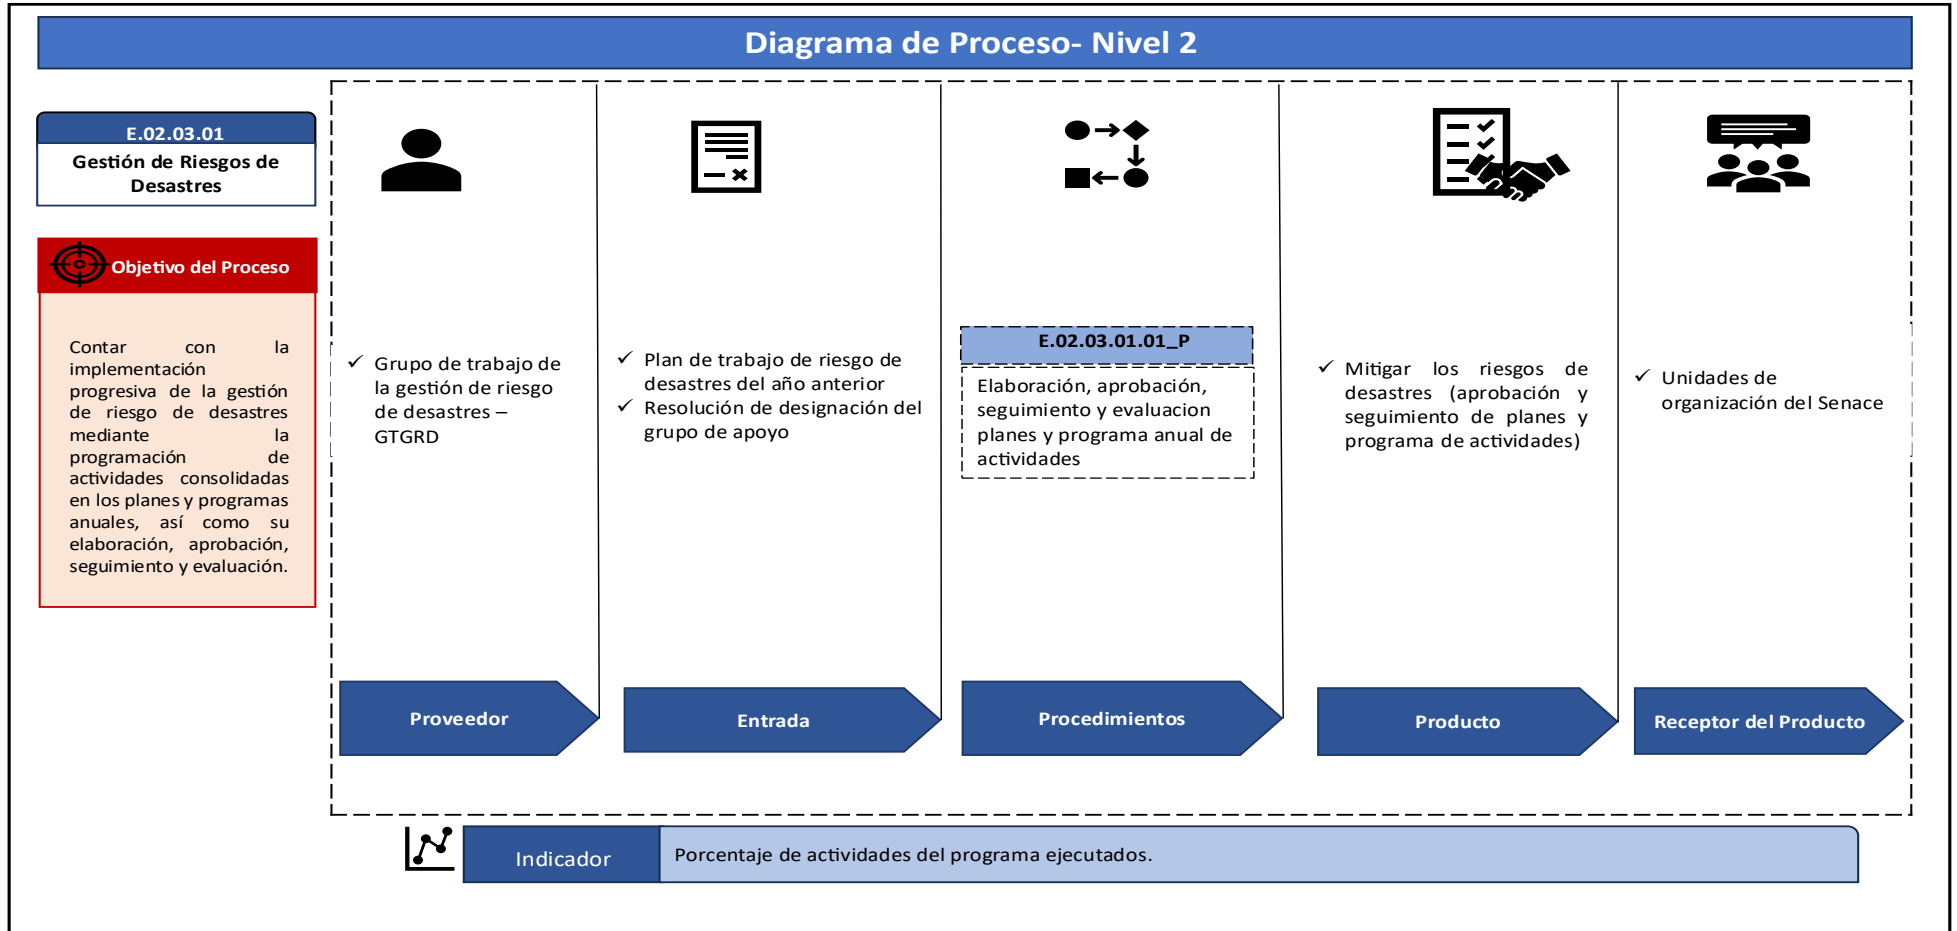 Diagrama de Proceso- Nivel 2
E.02.03.01
Gestión de Riesgos de
Desastres
Objetivo del Proceso
Contar con la
implementación
progresiva de la gestión
de riesgo de desastres
mediante la
programación de
actividades consolidadas
en los planes y programas
anuales, así como su
elaboración, aprobación,
seguimiento y evaluación.
✓ Grupo de trabajo de
la gestión de riesgo
de desastres –
GTGRD
✓ Plan de trabajo de riesgo de
desastres del año anterior
✓ Resolución de designación del
grupo de apoyo
E.02.03.01.01_P
Elaboración, aprobación,
seguimiento y evaluacion
planes y programa anual de
actividades
✓ Mitigar los riesgos de
desastres (aprobación y
seguimiento de planes y
programa de actividades)
✓ Unidades de
organización del Senace
Proveedor
Entrada
Procedimientos
Producto
Receptor del Producto
Indicador
Porcentaje de actividades del programa ejecutados.